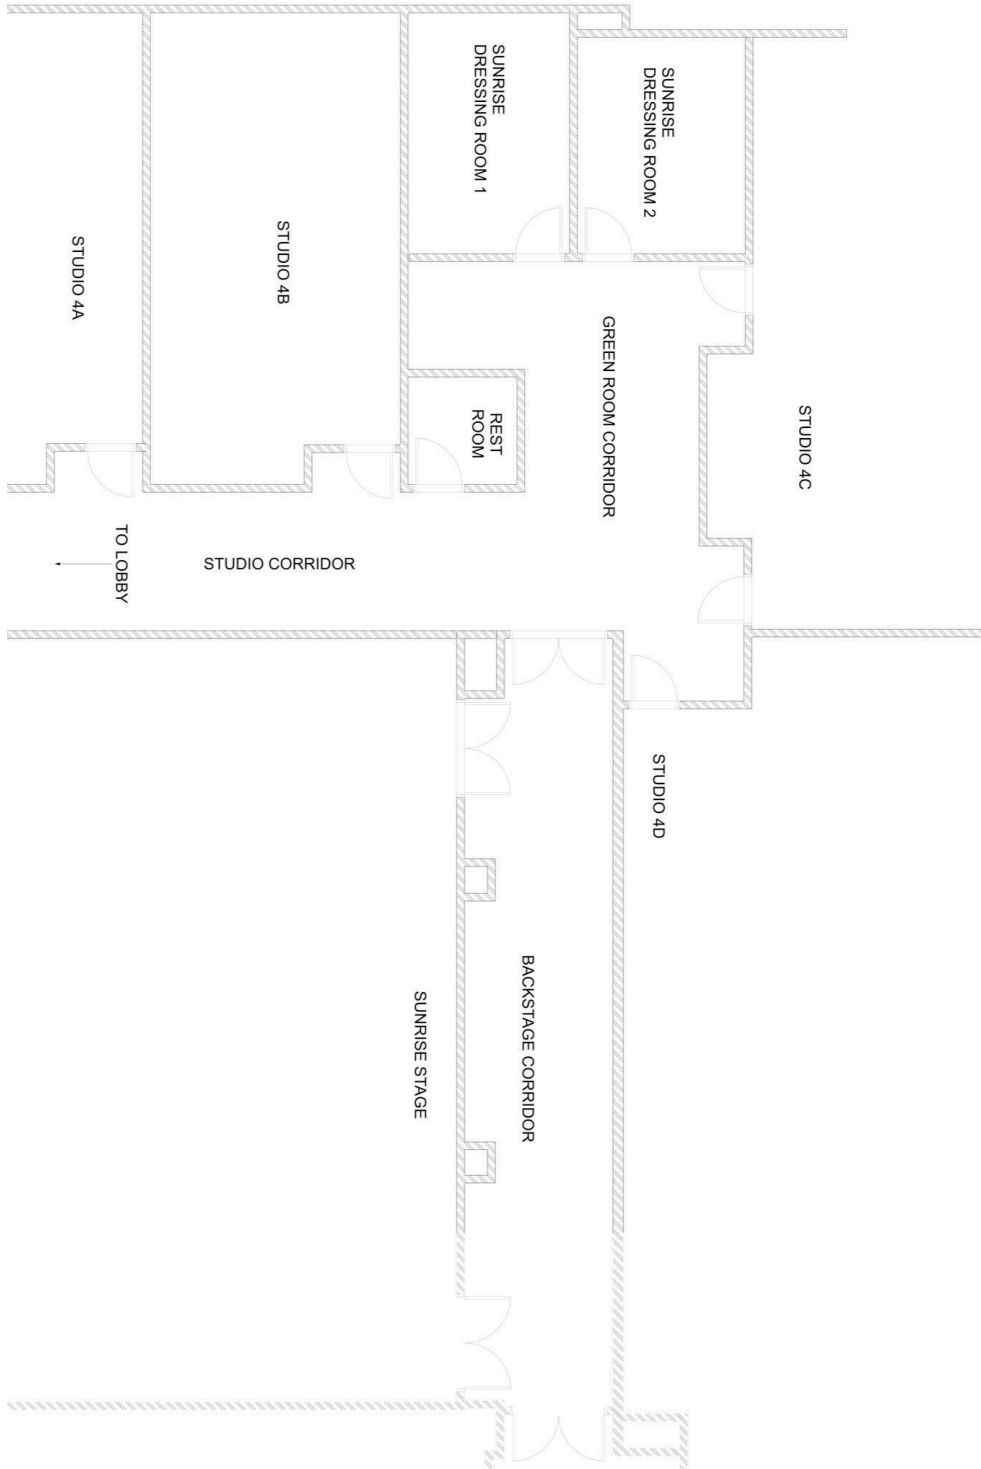 SUNRISE
DRESSING ROOM 1
SUNRISE
DRESSING ROOM 2
STUDIO 4A
STUDIO 4B
GREEN ROOM CORRIDOR
REST
ROOM
STUDIO 4C
TO LOBBY
STUDIO CORRIDOR
STUDIO 4D
SUNRISE STAGE
BACKSTAGE CORRIDOR